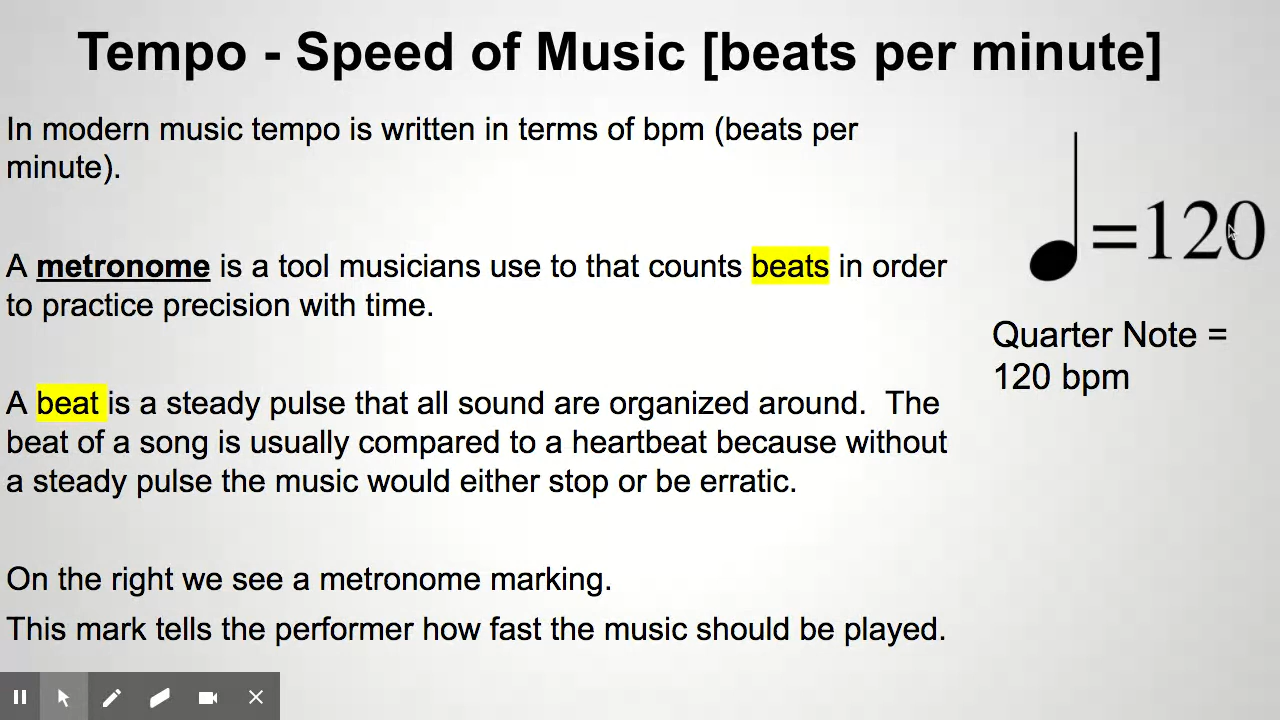 Tempo - Speed of Music [beats per minute]
In modern music tempo is written in terms of bpm (beats per
minute).
A metronome is a tool musicians use to that counts beats in order
to practice precision with time.
A beat is a steady pulse that all sound are organized around.  The
beat of a song is usually compared to a heartbeat because without
a steady pulse the music would either stop or be erratic.
On the right we see a metronome marking.
This mark tells the performer how fast the music should be played.
=120
Quarter Note =
120 bpm